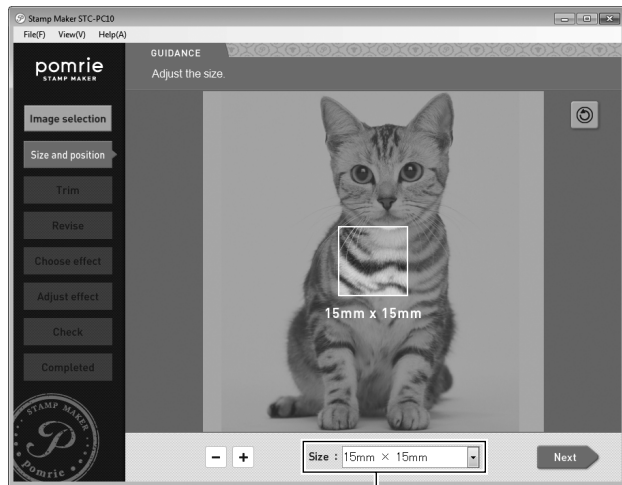 Stamp Maker STC-PC10
File(F) View(V) Help(A)
pomrie
STAMP MAKER
GUIDANCE
Adjust the size.
Image selection
Size and position
Trim
Revise
Choose effect
Adjust effect
Check
Completed
15mm x 15mm
STAMP MAKER
P
Pomrie
- +
Size : 15mm × 15mm
Next